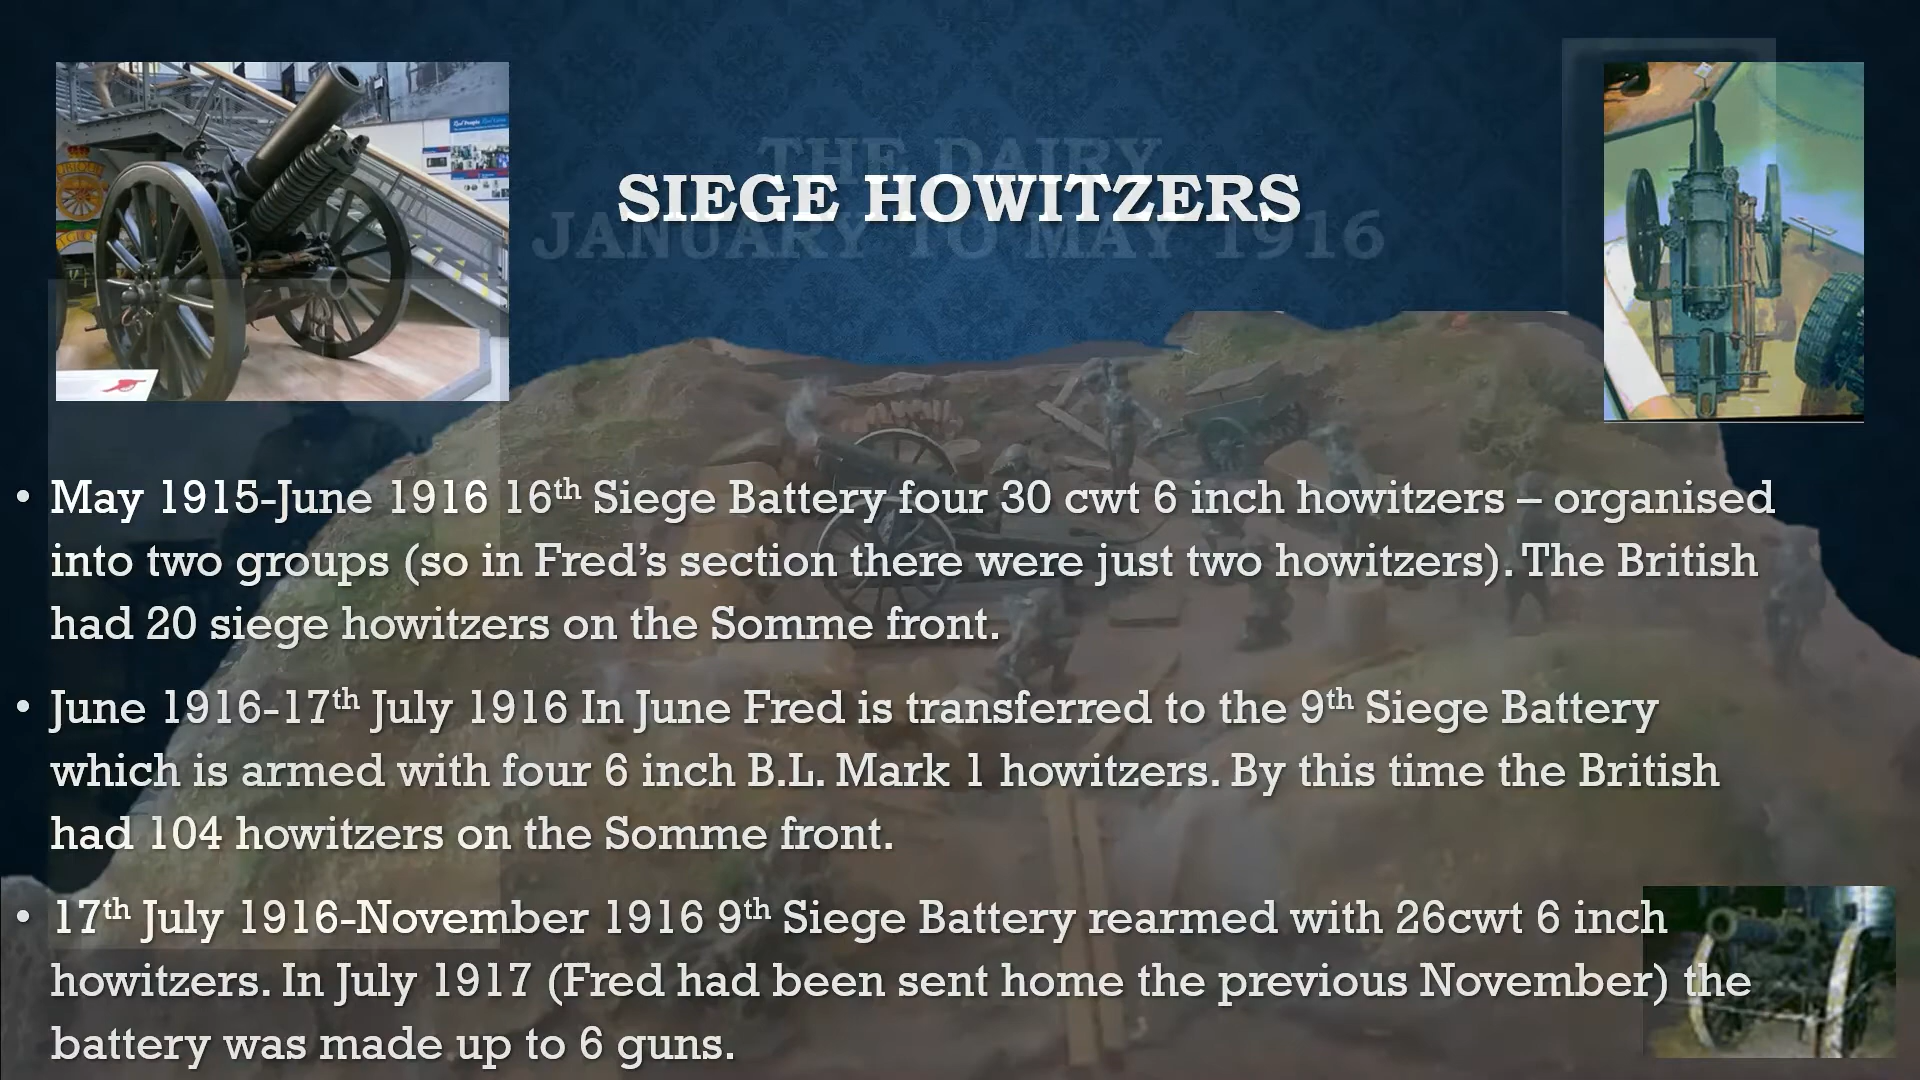 THE DAIRY
SIEGE HOWITZERS
JANUARY TO MAY 1916
• May 1915-June 1916 16th Siege Battery four 30 cwt 6 inch howitzers – organised
into two groups (so in Fred’s section there were just two howitzers). The British
had 20 siege howitzers on the Somme front.
• June 1916-17th July 1916 In June Fred is transferred to the 9th Siege Battery
which is armed with four 6 inch B.L. Mark 1 howitzers. By this time the British
had 104 howitzers on the Somme front.
• 17th July 1916-November 1916 9th Siege Battery rearmed with 26cwt 6 inch
howitzers. In July 1917 (Fred had been sent home the previous November) the
battery was made up to 6 guns.